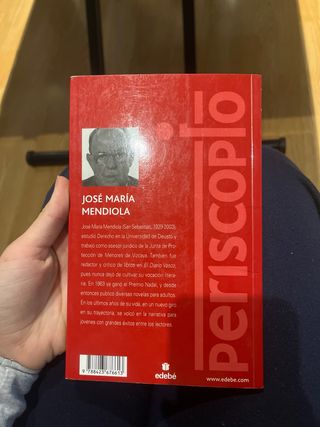 JOSÉ MARÍA
MENDIOLA
José María Mendiola (San Sebastián, 1929-2003),
estudió Derecho en la Universidad de Deusto y
trabajó como asesor jurídico de la Junta de Pro-
tección de Menores de Vizcaya. También fue
redactor y crítico de libros en El Diario Vasco,
pues nunca dejó de cultivar su vocación litera-
ria. En 1963 ya ganó el Premio Nadal, y desde
entonces publicó diversas novelas para adultos.
En los últimos años de su vida, en un nuevo giro
en su trayectoria, se volcó en la narrativa para
jóvenes con grandes éxitos entre los lectores.
periscopio
9 788423 676613
edebé
www.edebe.com